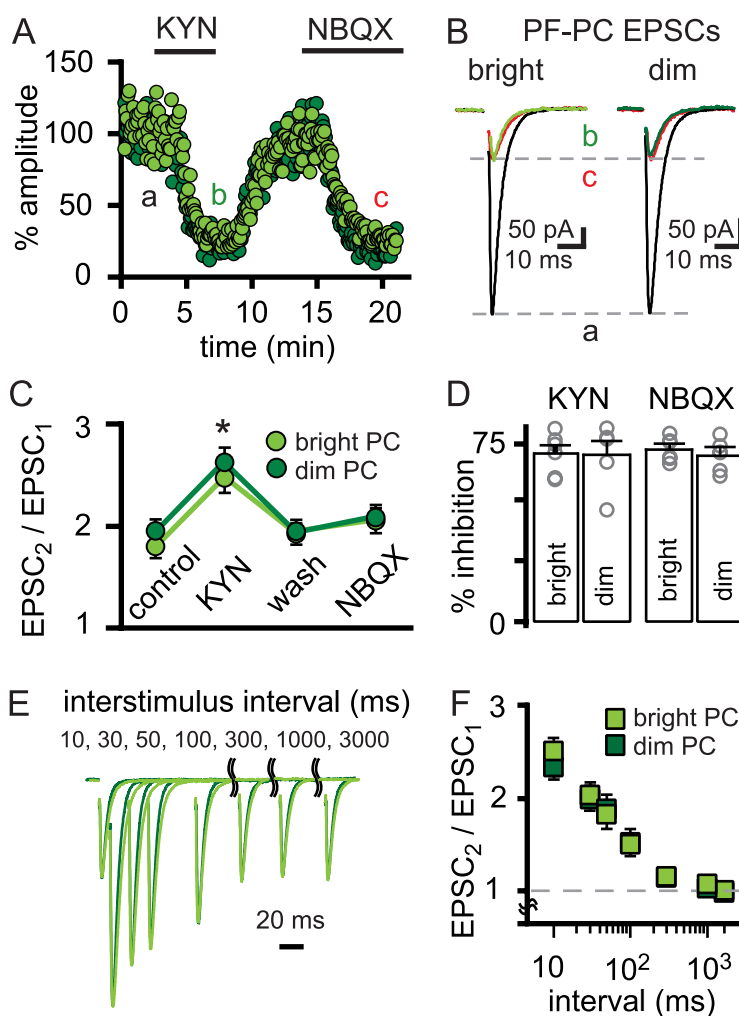 A
KYN
NBQX
% amplitude
150
100
50
0
a
b
c
0
5
10
15
20
time (min)
B
PF-PC EPSCs
bright
dim
b
c
50 pA
10 ms
50 pA
10 ms
a
C
EPSC2 / EPSC1
3
2
1
*
bright PC
dim PC
control
KYN
wash
NBQX
D
KYN
NBQX
% inhibition
75
0
bright
dim
bright
dim
E
interstimulus interval (ms)
10, 30, 50, 100, 300, 1000, 3000
20 ms
F
EPSC2 / EPSC1
3
2
1
bright PC
dim PC
10
10²
10³
interval (ms)